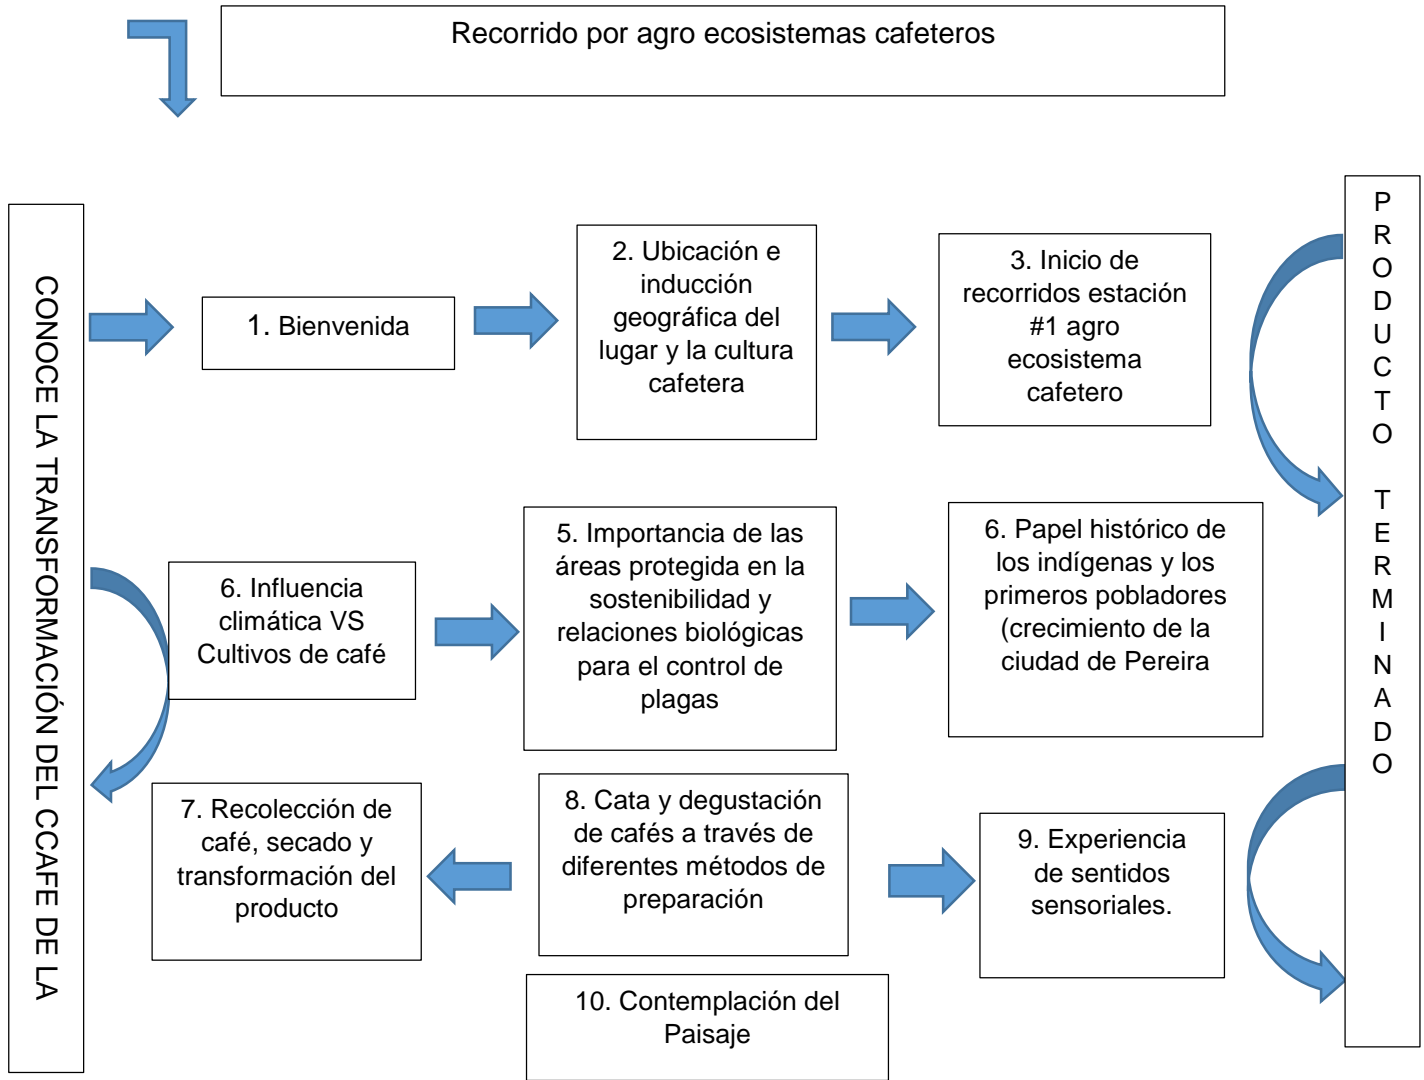 Recorrido por agro ecosistemas cafeteros
CONOCE LA TRANSFORMACIÓN DEL CCAFE DE LA
1. Bienvenida
2. Ubicación e
inducción
geográfica del
lugar y la cultura
cafetera
3. Inicio de
recorridos estación
#1 agro
ecosistema
cafetero
PRODUCTO TERMINADO
6. Influencia
climática VS
Cultivos de café
5. Importancia de las
áreas protegida en la
sostenibilidad y
relaciones biológicas
para el control de
plagas
6. Papel histórico de
los indígenas y los
primeros pobladores
(crecimiento de la
ciudad de Pereira
7. Recolección de
café, secado y
transformación del
producto
8. Cata y degustación
de cafés a través de
diferentes métodos de
preparación
9. Experiencia
de sentidos
sensoriales.
10. Contemplación del
Paisaje